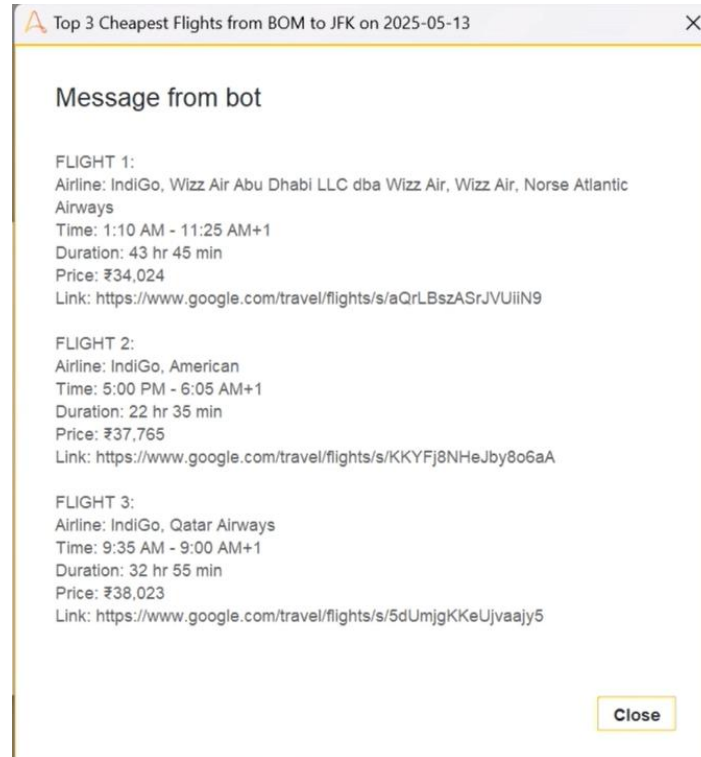 Top 3 Cheapest Flights from BOM to JFK on 2025-05-13
Message from bot
FLIGHT 1:
Airline: IndiGo, Wizz Air Abu Dhabi LLC dba Wizz Air, Wizz Air, Norse Atlantic
Airways
Time: 1:10 AM - 11:25 AM+1
Duration: 43 hr 45 min
Price: ₹34,024
Link: https://www.google.com/travel/flights/s/aQrLBszASrJVUiiN9
FLIGHT 2:
Airline: IndiGo, American
Time: 5:00 PM - 6:05 AM+1
Duration: 22 hr 35 min
Price: ₹37,765
Link: https://www.google.com/travel/flights/s/KKYFj8NHeJby8o6aA
FLIGHT 3:
Airline: IndiGo, Qatar Airways
Time: 9:35 AM - 9:00 AM+1
Duration: 32 hr 55 min
Price: ₹38,023
Link: https://www.google.com/travel/flights/s/5dUmjgKKeUjvaajy5
Close